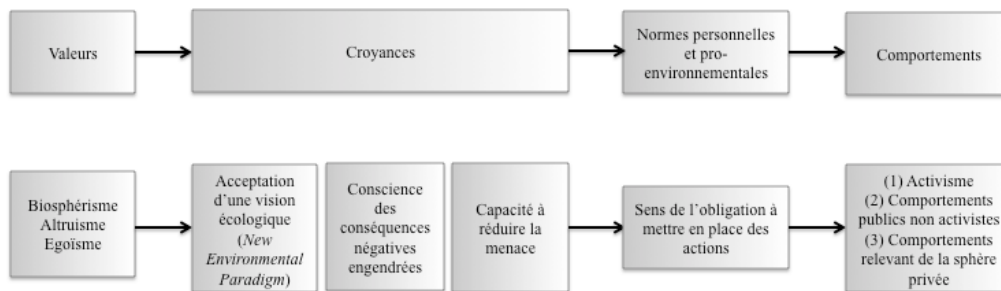 Valeurs
Croyances
Normes personnelles
et pro-
environnementales
Comportements
Biosphérisme
Altruisme
Egoïsme
Acceptation
d'une vision
écologique
(New
Environmental
Paradigm)
Conscience
des
conséquences
négatives
engendrées
Capacité à
réduire la
menace
Sens de l'obligation à
mettre en place des
actions
(1) Activisme
(2) Comportements
publics non activistes
(3) Comportements
relevant de la sphère
privée